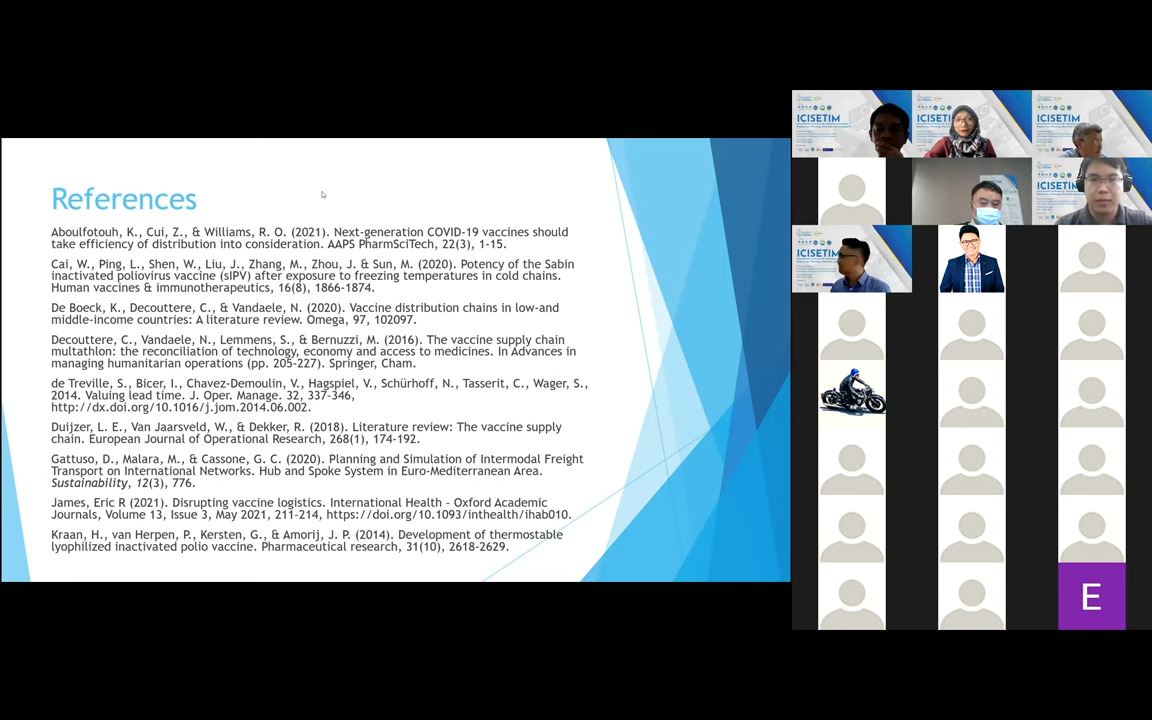 References
Aboulfotouh, K., Cui, Z., & Williams, R. O. (2021). Next-generation COVID-19 vaccines should
take efficiency of distribution into consideration. AAPS PharmSciTech, 22(3), 1-15.
Cai, W., Ping, L., Shen, W., Liu, J., Zhang, M., Zhou, J. & Sun, M. (2020). Potency of the Sabin
inactivated poliovirus vaccine (sIPV) after exposure to freezing temperatures in cold chains.
Human vaccines & immunotherapeutics, 16(8), 1866-1874.
De Boeck, K., Decouttere, C., & Vandaele, N. (2020). Vaccine distribution chains in low-and
middle-income countries: A literature review. Omega, 97, 102097.
Decouttere, C., Vandaele, N., Lemmens, S., & Bernuzzi, M. (2016). The vaccine supply chain
multathlon: the reconciliation of technology, economy and access to medicines. In Advances in
managing humanitarian operations (pp. 205-227). Springer, Cham.
de Treville, S., Bicer, I., Chavez-Demoulin, V., Hagspiel, V., Schürhoff, N., Tasserit, C., Wager, S.,
2014. Valuing lead time. J. Oper. Manage. 32, 337–346,
http://dx.doi.org/10.1016/j.jom.2014.06.002.
Duijzer, L. E., Van Jaarsveld, W., & Dekker, R. (2018). Literature review: The vaccine supply
chain. European Journal of Operational Research, 268(1), 174-192.
Gattuso, D., Malara, M., & Cassone, G. C. (2020). Planning and Simulation of Intermodal Freight
Transport on International Networks. Hub and Spoke System in Euro-Mediterranean Area.
Sustainability, 12(3), 776.
James, Eric R (2021). Disrupting vaccine logistics. International Health - Oxford Academic
Journals, Volume 13, Issue 3, May 2021, 211–214, https://doi.org/10.1093/inthealth/ihab010.
Kraan, H., van Herpen, P., Kersten, G., & Amorij, J. P. (2014). Development of thermostable
lyophilized inactivated polio vaccine. Pharmaceutical research, 31(10), 2618-2629.
ICISETIM
ICISETI
ICISETIM
ICISETIM
ICISETIM
E